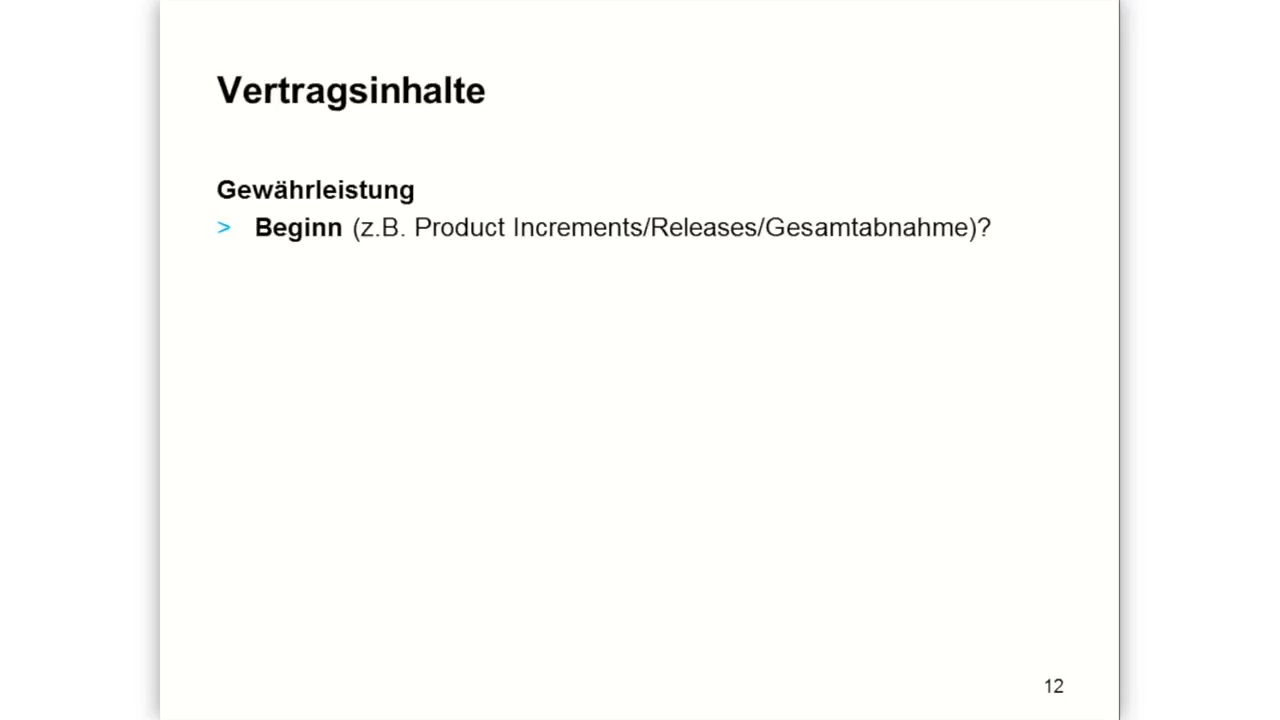 Vertragsinhalte
Gewährleistung
> Beginn (z.B. Product Increments/Releases/Gesamtabnahme)?
12